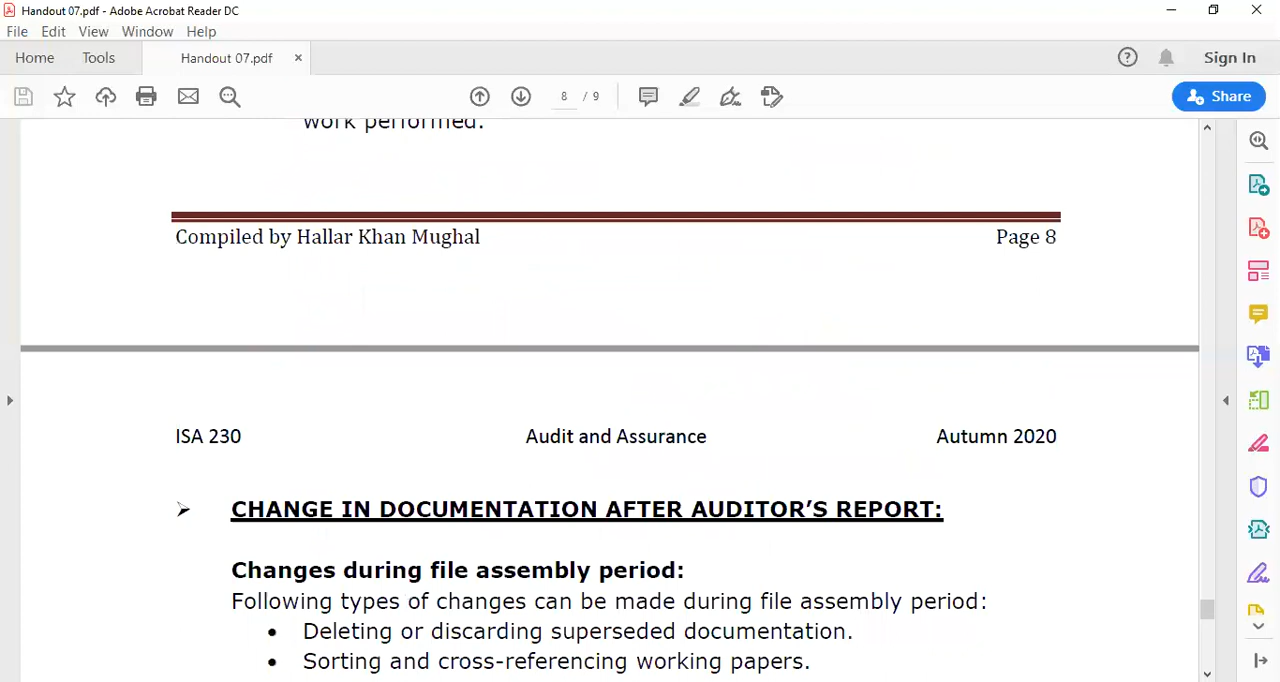 Handout 07.pdf - Adobe Acrobat Reader DC
File Edit View Window Help
Home Tools Handout 07.pdf × Sign In
8 / 9 Share
work performed.
Compiled by Hallar Khan Mughal Page 8
ISA 230 Audit and Assurance Autumn 2020
➢ CHANGE IN DOCUMENTATION AFTER AUDITOR’S REPORT:
Changes during file assembly period:
Following types of changes can be made during file assembly period:
• Deleting or discarding superseded documentation.
• Sorting and cross-referencing working papers.